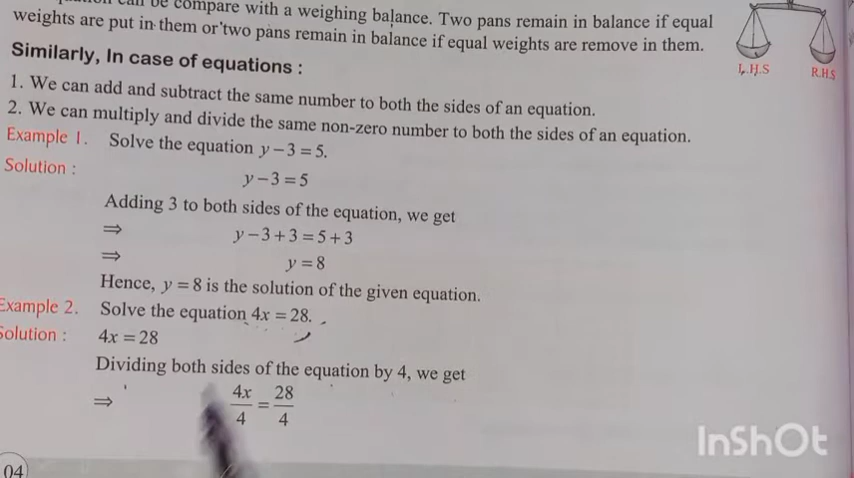 can be compare with a weighing balance. Two pans remain in balance if equal
weights are put in them or two pans remain in balance if equal weights are remove in them.
L.H.S
R.H.S
Similarly, In case of equations :
1. We can add and subtract the same number to both the sides of an equation.
2. We can multiply and divide the same non-zero number to both the sides of an equation.
Example 1. Solve the equation y − 3 = 5.
Solution :
y − 3 = 5
Adding 3 to both sides of the equation, we get
⇒ y − 3 + 3 = 5 + 3
⇒ y = 8
Hence, y = 8 is the solution of the given equation.
Example 2. Solve the equation 4x = 28.
Solution : 4x = 28
Dividing both sides of the equation by 4, we get
⇒ 4x/4 = 28/4
04
InShOt